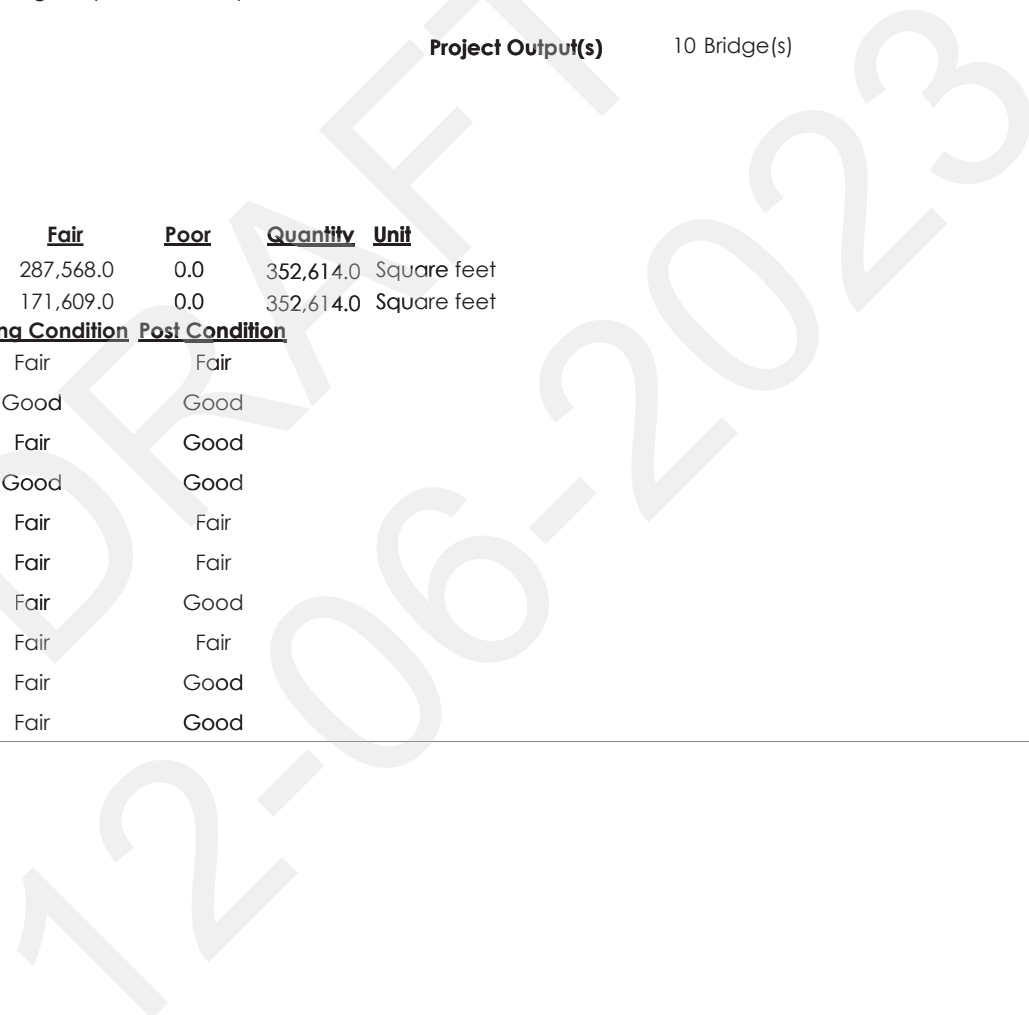 Project Output(s) 10 Bridge(s)
Fair Poor Quantity Unit
287,568.0 0.0 352,614.0 Square feet
171,609.0 0.0 352,614.0 Square feet
ng Condition Post Condition
Fair Fair
Good Good
Fair Good
Good Good
Fair Fair
Fair Fair
Fair Good
Fair Fair
Fair Good
Fair Good
DRAFT
12-06-2023